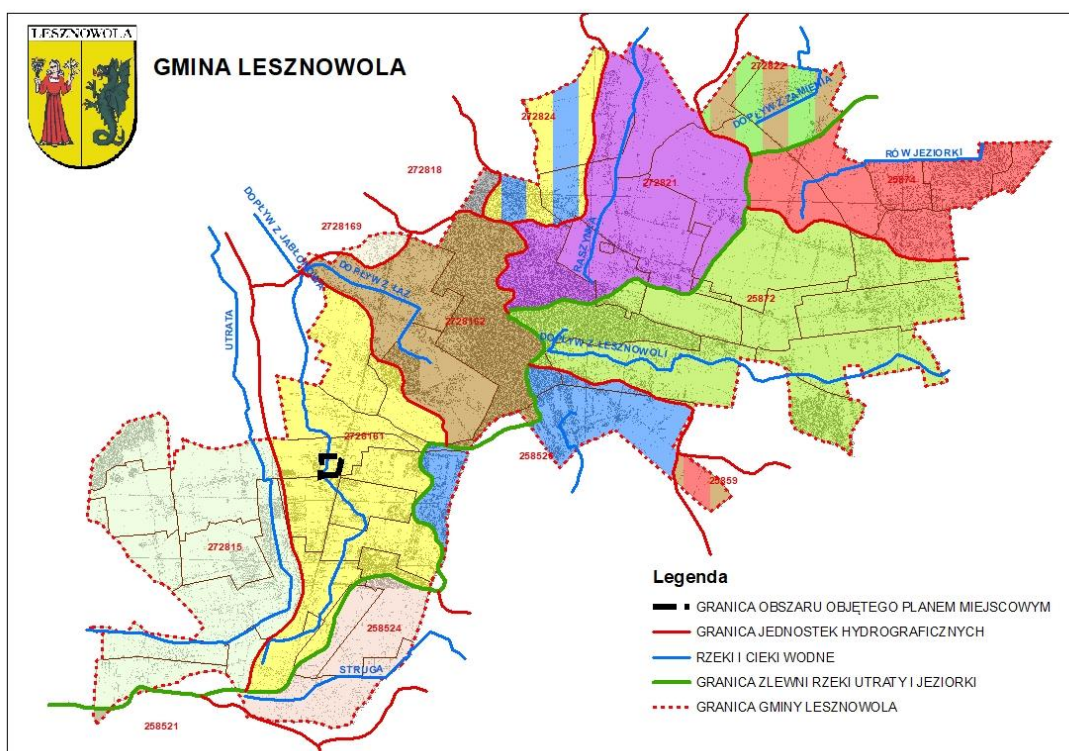 LESZNOWOLA
GMINA LESZNOWOLA
272822
DOPŁYW Z ZAMIENIA
272824
RÓW JEZIORKI
272818
272821
25874
DOPŁYW Z JABŁONOWA
2728169
RASZYNKA
DOPŁYW Z ŁAZ
25872
UTRATA
2728162
DOPŁYW Z LESZNOWOLI
2728161
258526
25859
272815
258524
STRUGA
258521
Legenda
GRANICA OBSZARU OBJĘTEGO PLANEM MIEJSCOWYM
GRANICA JEDNOSTEK HYDROGRAFICZNYCH
RZEKI I CIEKI WODNE
GRANICA ZLEWNI RZEKI UTRATY I JEZIORKI
GRANICA GMINY LESZNOWOLA